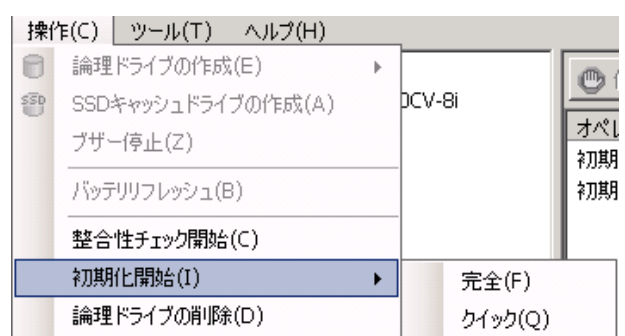 操作(C) ツール(T) ヘルプ(H)
論理ドライブの作成(E)
SSD SSDキャッシュドライブの作成(A)
0CV-8i
ブザー停止(Z)
オペレ
バッテリリフレッシュ(B)
初期
初期
整合性チェック開始(C)
初期化開始(I)
完全(F)
論理ドライブの削除(D)
クイック(Q)